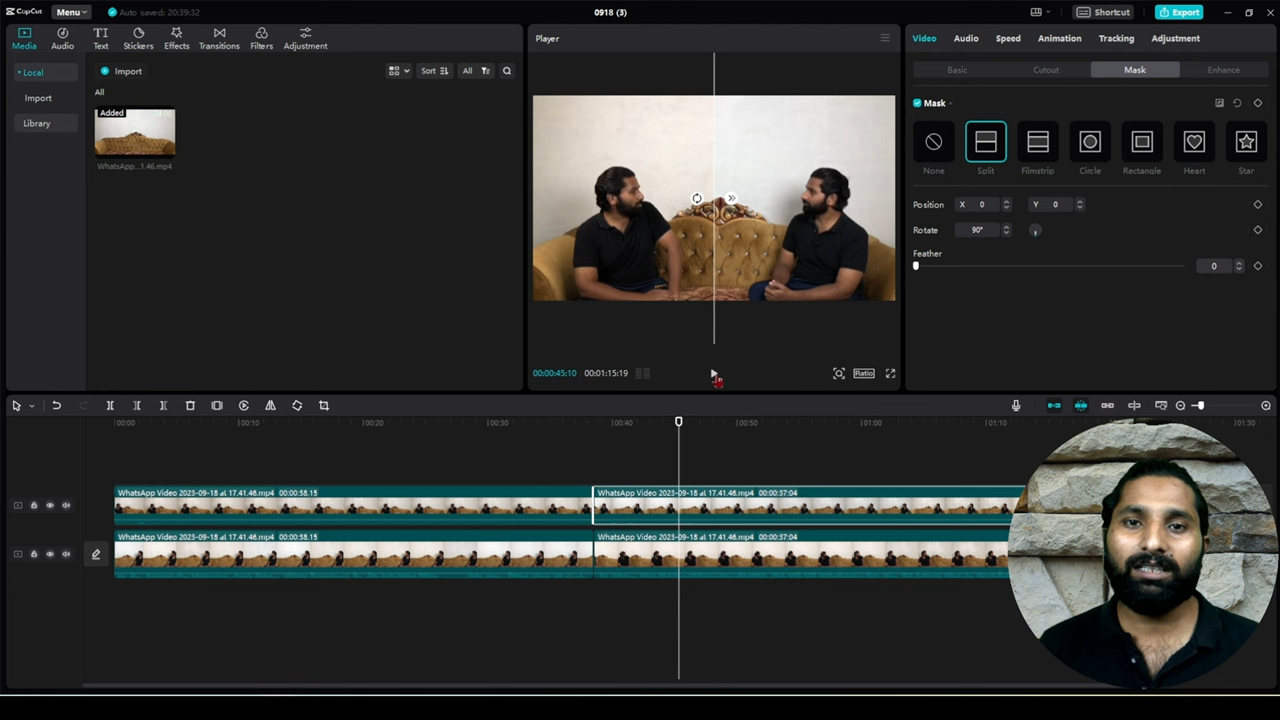 CapCut Menu Auto saved: 20:39:32 0918 (3) Shortcut Export
Media Audio Text Stickers Effects Transitions Filters Adjustment
Local
Import
Library
Import Sort All
All
Added
WhatsApp...1.46.mp4
Player
00:00:45:10 00:01:15:19 Ratio
Video Audio Speed Animation Tracking Adjustment
Basic Cutout Mask Enhance
Mask
None Split Filmstrip Circle Rectangle Heart Star
Position X 0 Y 0
Rotate 90°
Feather
0
00:00 00:10 00:20 00:30 00:40 00:50 01:00 01:10 01:30
WhatsApp Video 2023-09-18 at 17.41.46.mp4 00:00:38:15 WhatsApp Video 2023-09-18 at 17.41.46.mp4 00:00:37:04
WhatsApp Video 2023-09-18 at 17.41.46.mp4 00:00:38:15 WhatsApp Video 2023-09-18 at 17.41.46.mp4 00:00:37:04